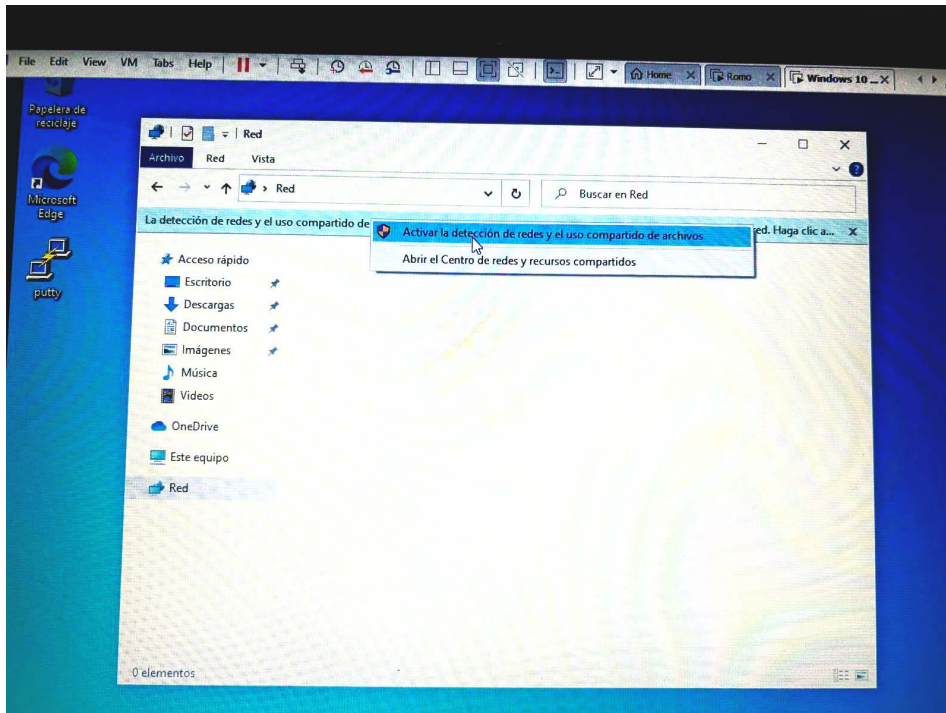 File Edit View VM Tabs Help
Home
Romo
Windows 10 ...
Papelera de
reciclaje
Microsoft
Edge
putty
Red
Archivo Red Vista
Red
Buscar en Red
La detección de redes y el uso compartido de
ed. Haga clic a...
Activar la detección de redes y el uso compartido de archivos
Abrir el Centro de redes y recursos compartidos
Acceso rápido
Escritorio
Descargas
Documentos
Imágenes
Música
Videos
OneDrive
Este equipo
Red
0 elementos